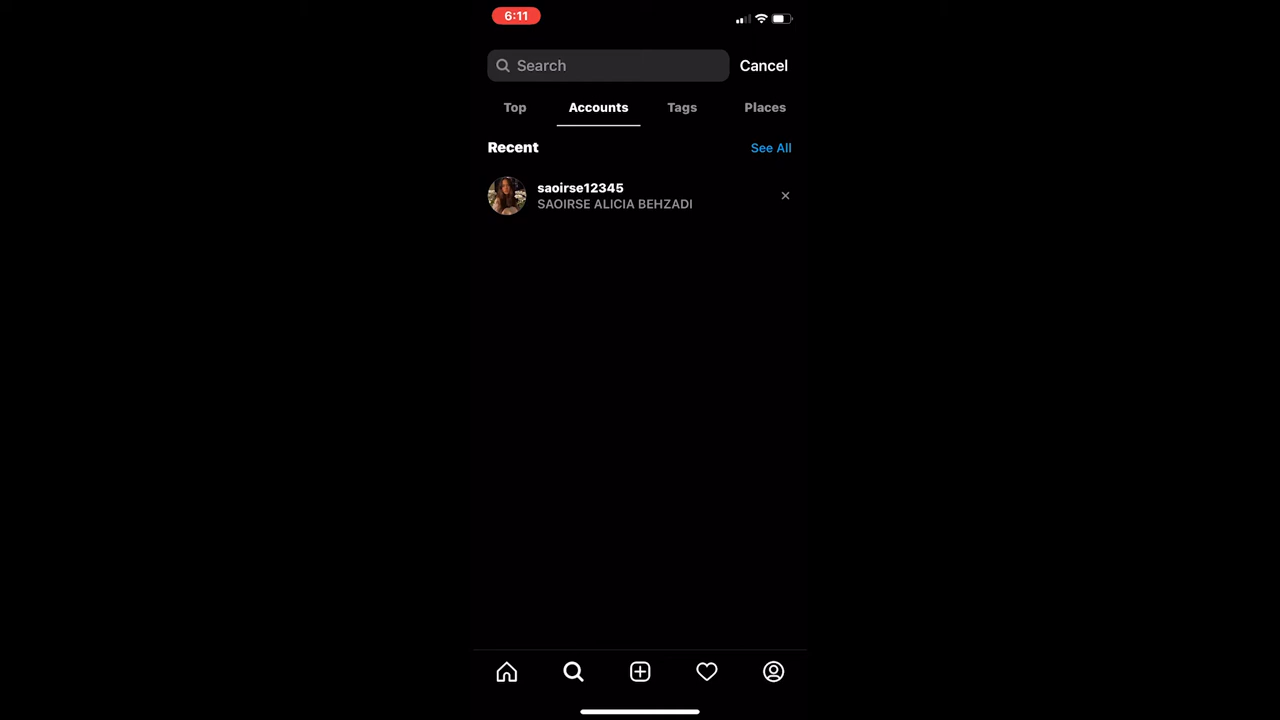 6:11
Search Cancel
Top Accounts Tags Places
Recent See All
saoirse12345
SAOIRSE ALICIA BEHZADI